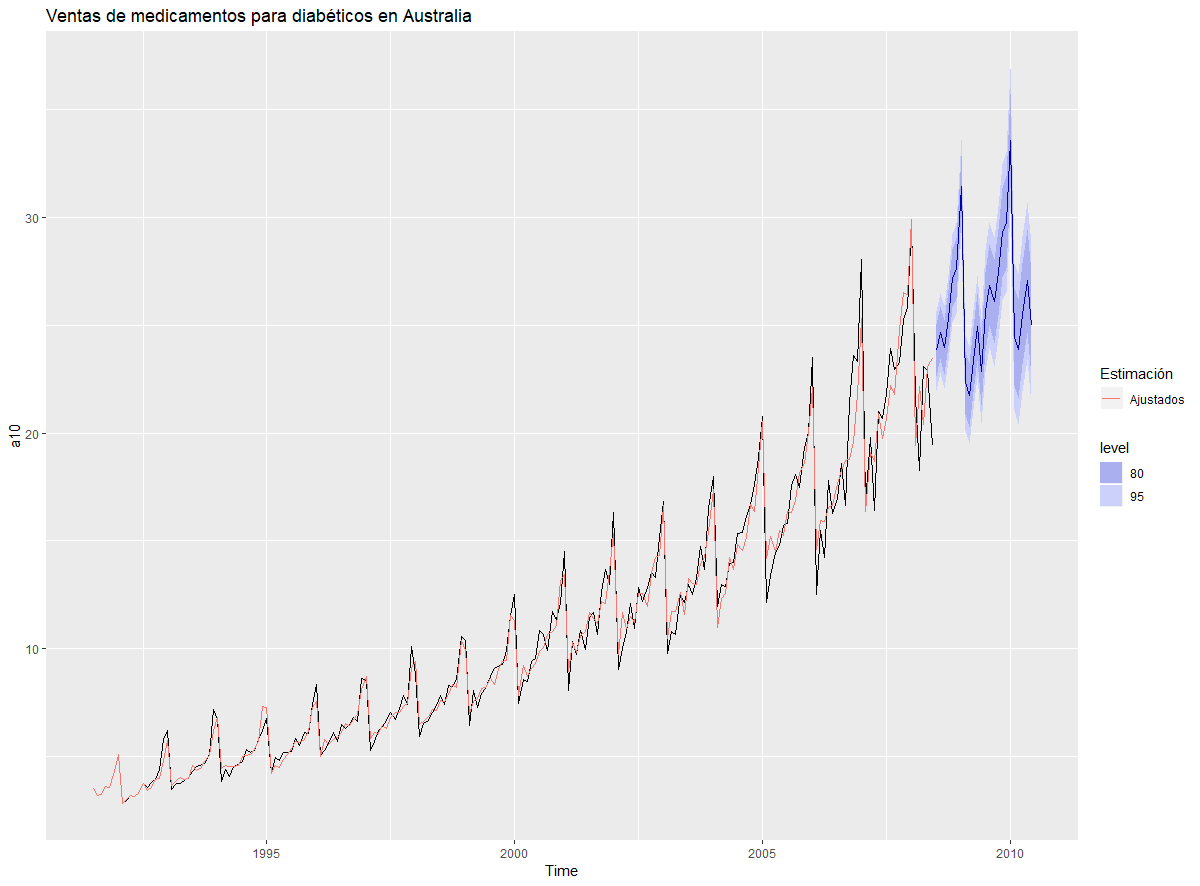 Ventas de medicamentos para diabéticos en Australia
a10
30
20
10
1995
2000
2005
2010
Time
Estimación
Ajustados
level
80
95